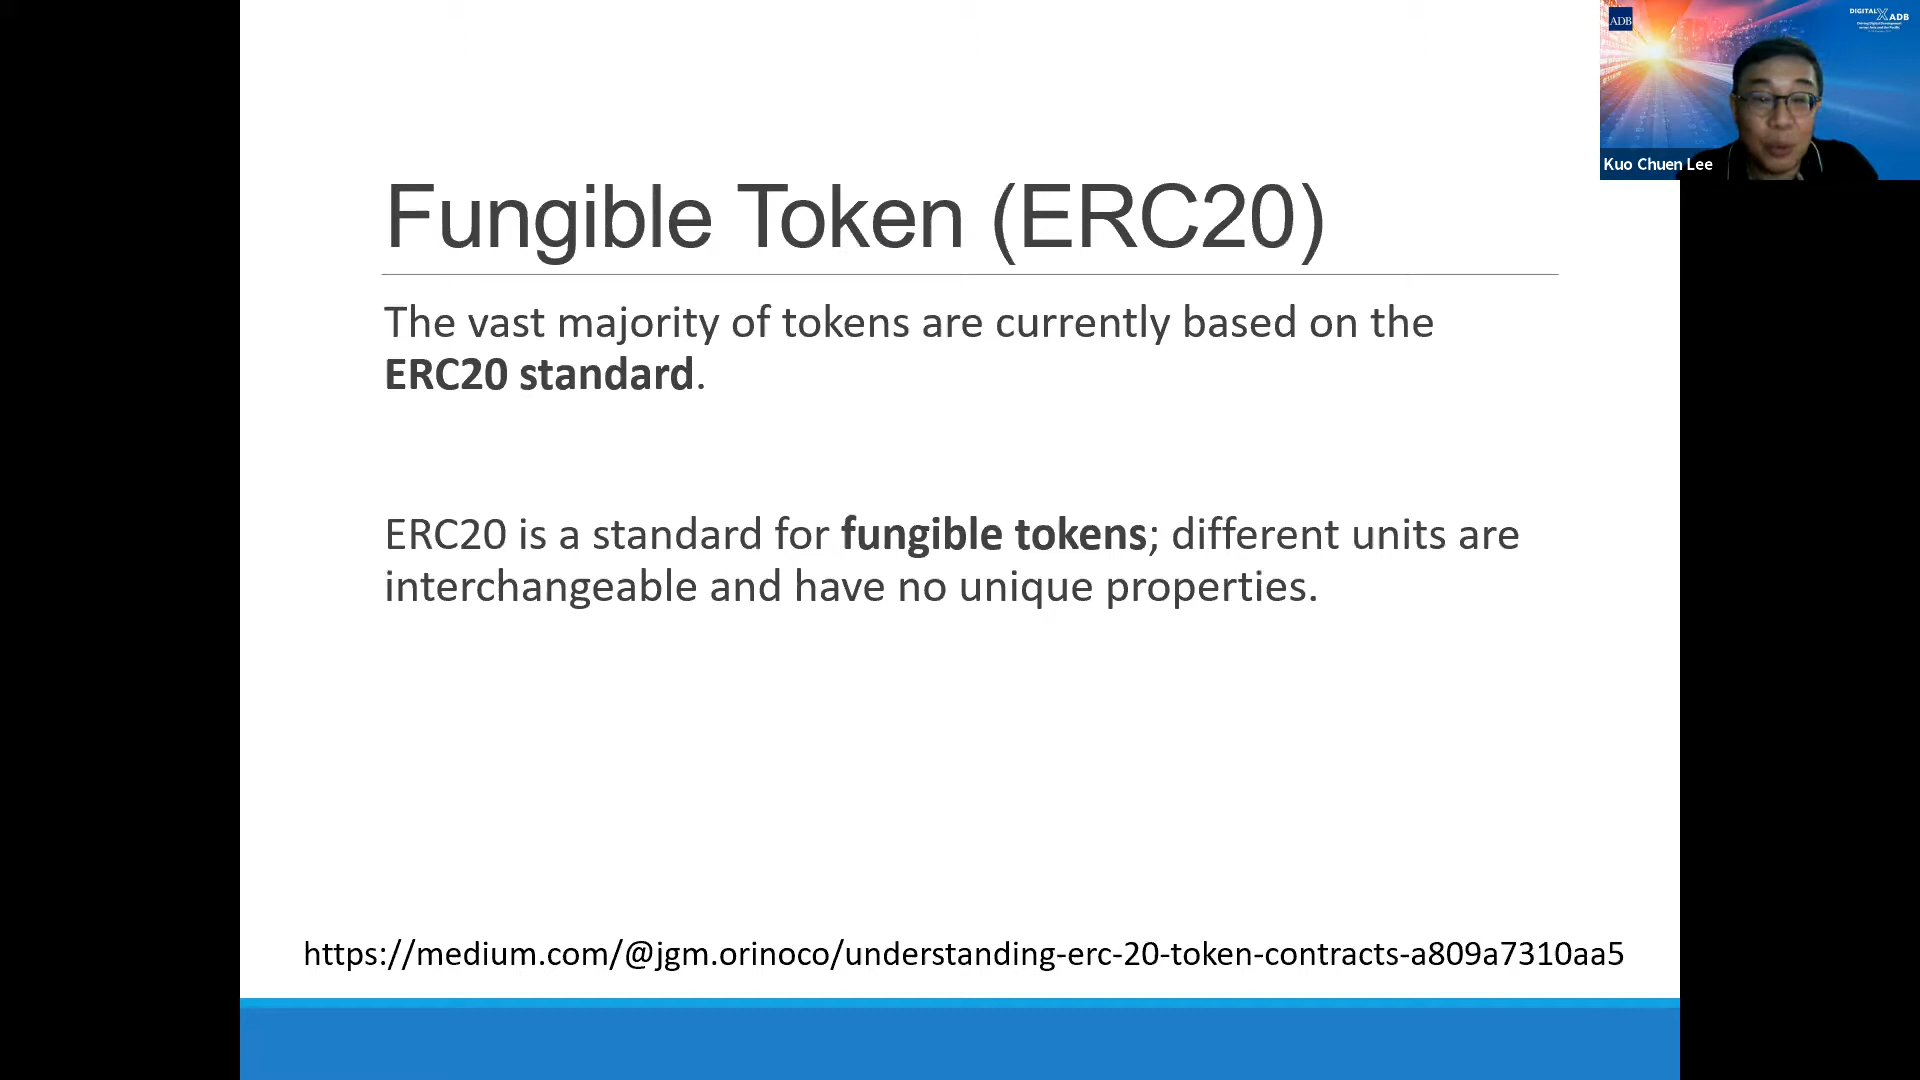 ADB
DIGITAL X ADB
Kuo Chuen Lee
Fungible Token (ERC20)
The vast majority of tokens are currently based on the
ERC20 standard.
ERC20 is a standard for fungible tokens; different units are
interchangeable and have no unique properties.
https://medium.com/@jgm.orinoco/understanding-erc-20-token-contracts-a809a7310aa5